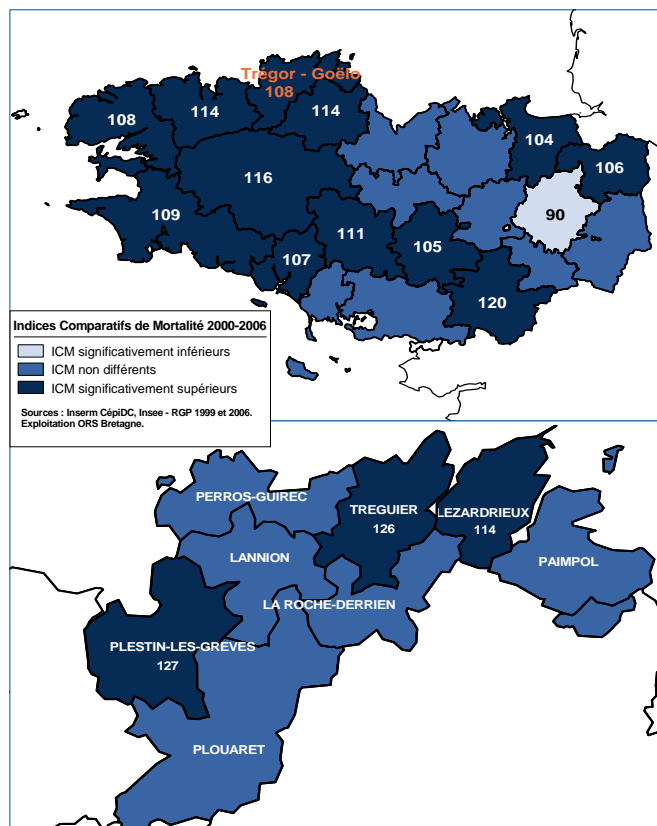 Trégor - Goëlo
108
108
114
114
104
106
116
90
109
111
105
107
120
Indices Comparatifs de Mortalité 2000-2006
ICM significativement inférieurs
ICM non différents
ICM significativement supérieurs
Sources : Inserm CépiDC, Insee - RGP 1999 et 2006.
Exploitation ORS Bretagne.
PERROS-GUIREC
TREGUIER
126
LEZARDRIEUX
114
LANNION
PAIMPOL
LA ROCHE-DERRIEN
PLESTIN-LES-GREVES
127
PLOUARET